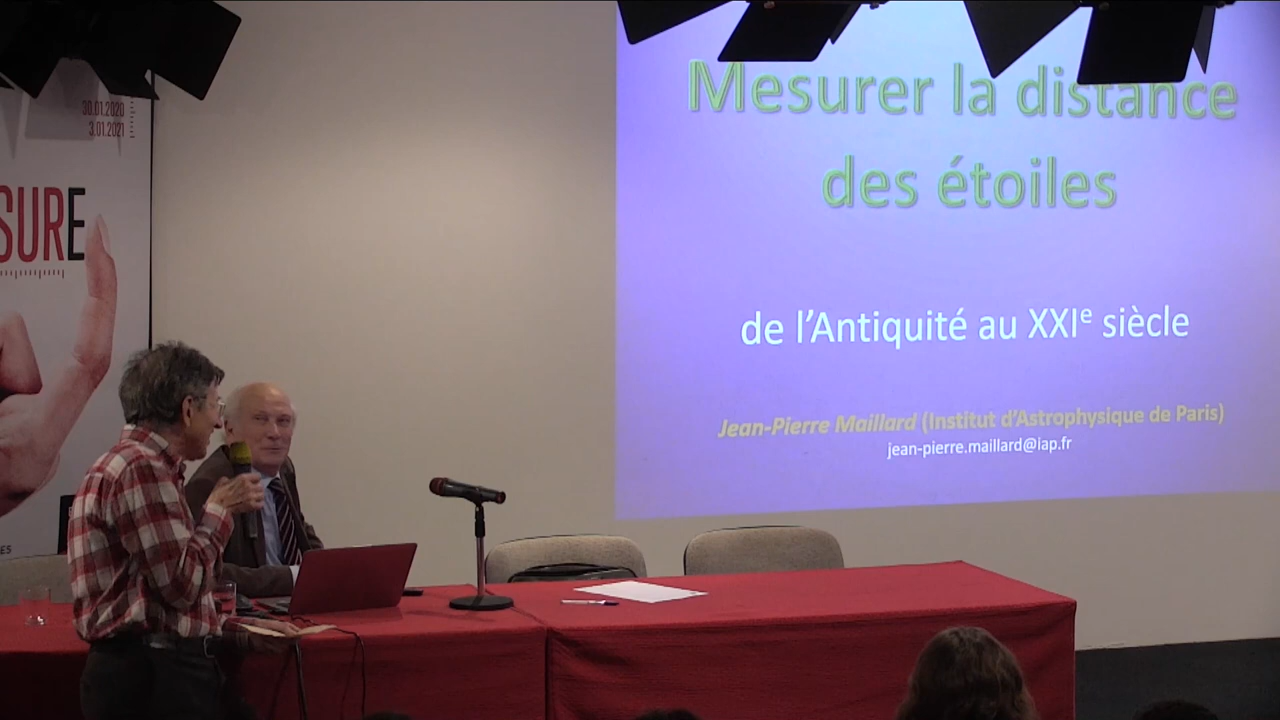 30.01.2020
3.01.2021
SURE
ES
Mesurer la distance
des étoiles
de l'Antiquité au XXIe siècle
Jean-Pierre Maillard (Institut d'Astrophysique de Paris)
jean-pierre.maillard@iap.fr